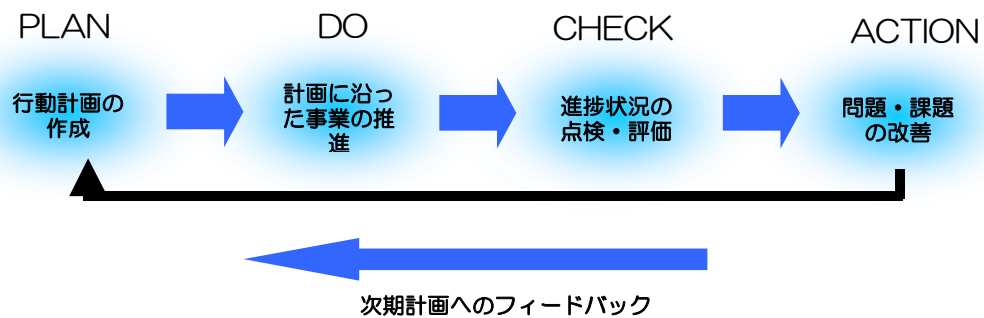 PLAN
DO
CHECK
ACTION
行動計画の
作成
計画に沿っ
た事業の推
進
進捗状況の
点検・評価
問題・課題
の改善
次期計画へのフィードバック